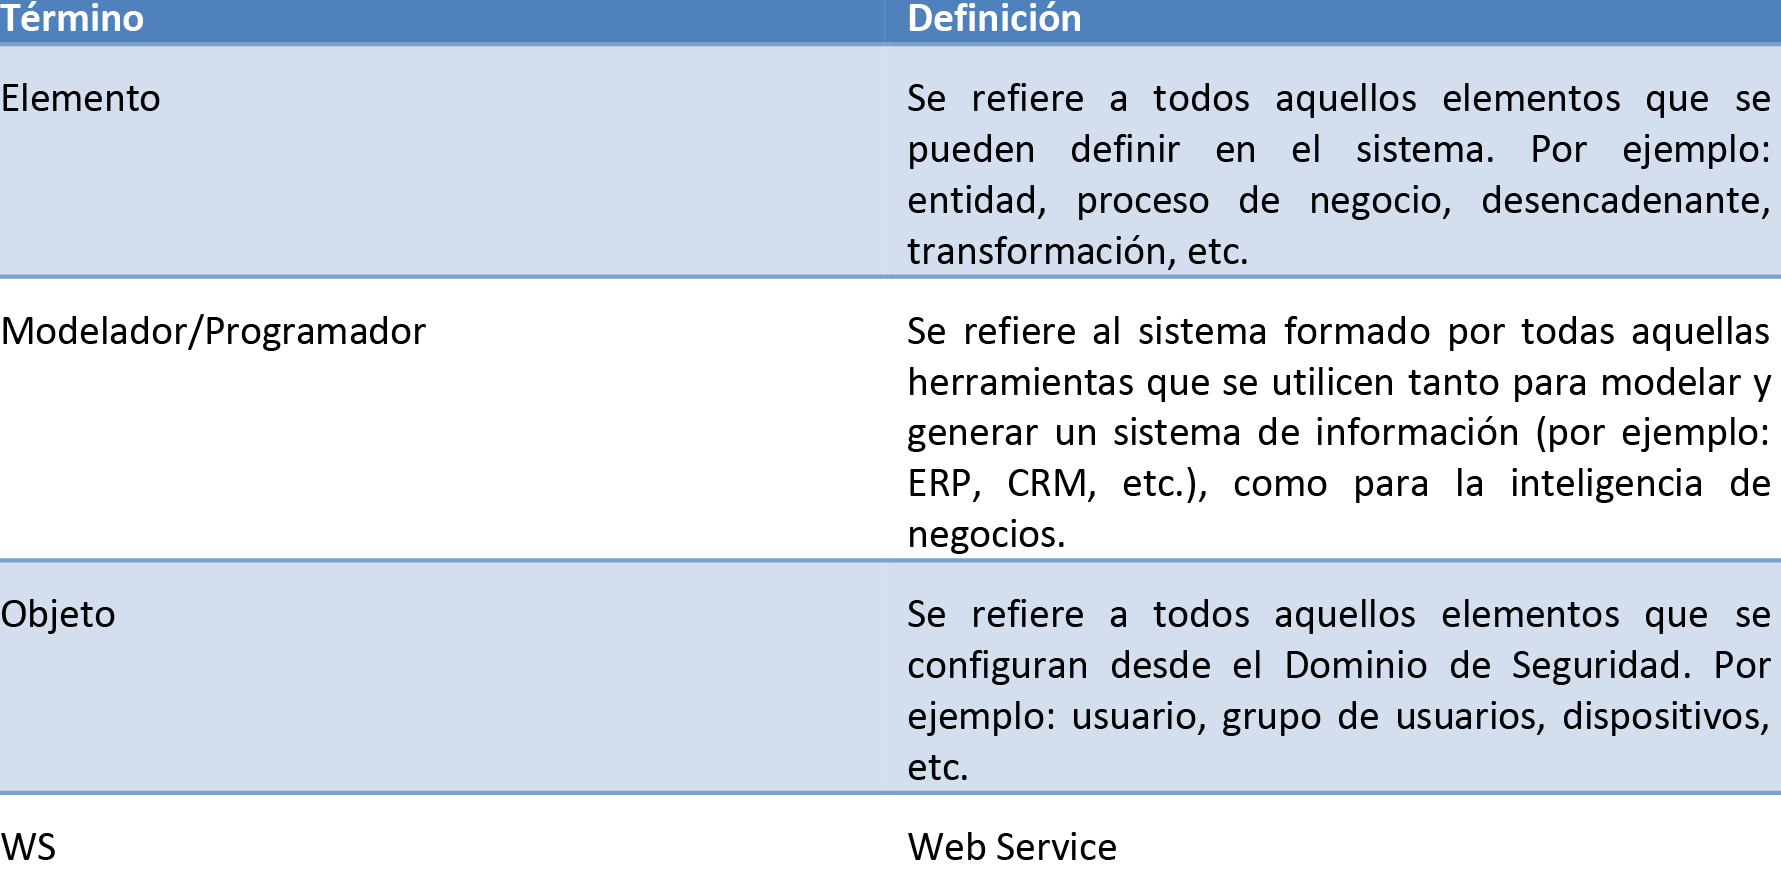 Término Definición
Elemento Se refiere a todos aquellos elementos que se
pueden definir en el sistema. Por ejemplo:
entidad, proceso de negocio, desencadenante,
transformación, etc.
Modelador/Programador Se refiere al sistema formado por todas aquellas
herramientas que se utilicen tanto para modelar y
generar un sistema de información (por ejemplo:
ERP, CRM, etc.), como para la inteligencia de
negocios.
Objeto Se refiere a todos aquellos elementos que se
configuran desde el Dominio de Seguridad. Por
ejemplo: usuario, grupo de usuarios, dispositivos,
etc.
WS Web Service